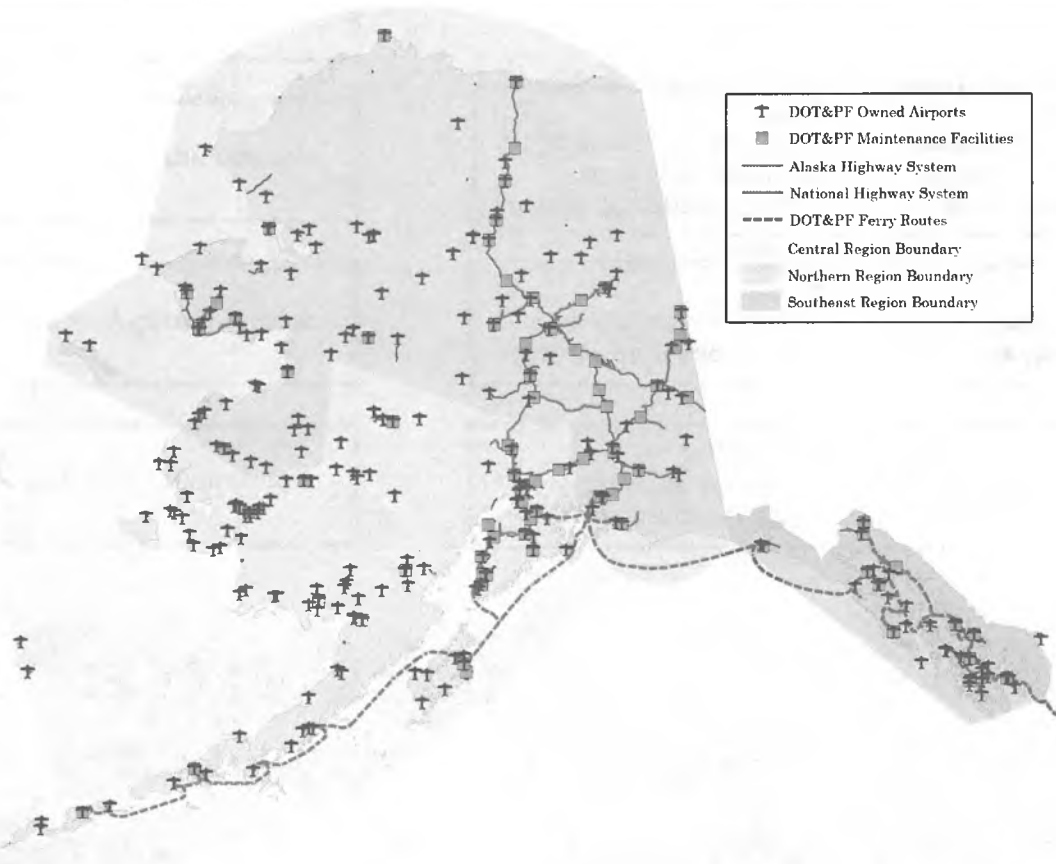 DOT&PF Owned Airports
DOT&PF Maintenance Facilities
Alaska Highway System
National Highway System
DOT&PF Ferry Routes
Central Region Boundary
Northern Region Boundary
Southeast Region Boundary